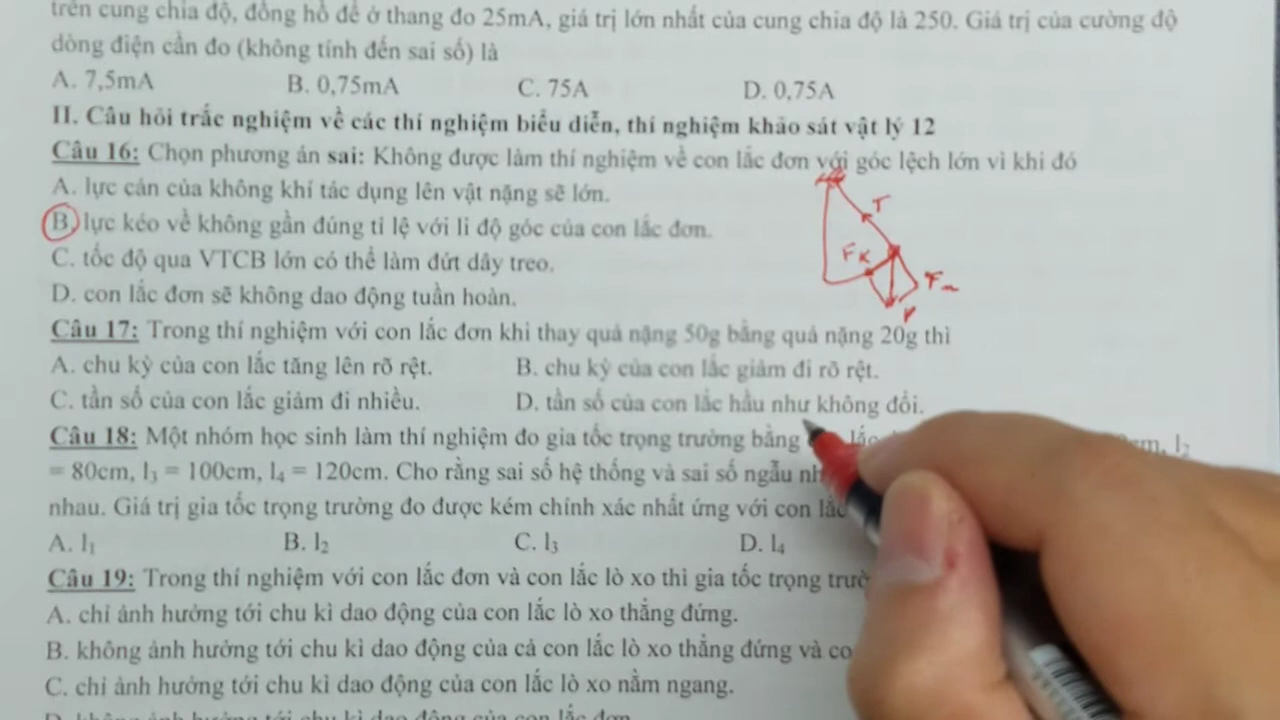 trên cung chia độ, đồng hồ để ở thang đo 25mA, giá trị lớn nhất của cung chia độ là 250. Giá trị của cường độ
dòng điện cần đo (không tính đến sai số) là
A. 7,5mA B. 0,75mA C. 75A D. 0,75A
II. Câu hỏi trắc nghiệm về các thí nghiệm biểu diễn, thí nghiệm khảo sát vật lý 12
Câu 16: Chọn phương án sai: Không được làm thí nghiệm về con lắc đơn với góc lệch lớn vì khi đó
A. lực cản của không khí tác dụng lên vật nặng sẽ lớn.
T
B. lực kéo về không gần đúng tỉ lệ với li độ góc của con lắc đơn.
C. tốc độ qua VTCB lớn có thể làm đứt dây treo.
FK
D. con lắc đơn sẽ không dao động tuần hoàn.
P
Câu 17: Trong thí nghiệm với con lắc đơn khi thay quả nặng 50g bằng quả nặng 20g thì
A. chu kỳ của con lắc tăng lên rõ rệt. B. chu kỳ của con lắc giảm đi rõ rệt.
C. tần số của con lắc giảm đi nhiều. D. tần số của con lắc hầu như không đổi.
Câu 18: Một nhóm học sinh làm thí nghiệm đo gia tốc trọng trường bằng lắc cm, l2
= 80cm, l3 = 100cm, l4 = 120cm. Cho rằng sai số hệ thống và sai số ngẫu
nhau. Giá trị gia tốc trọng trường đo được kém chính xác nhất ứng với con lắc
A. l1 B. l2 C. l3 D. l4
Câu 19: Trong thí nghiệm với con lắc đơn và con lắc lò xo thì gia tốc trọng
A. chỉ ảnh hưởng tới chu kì dao động của con lắc lò xo thẳng đứng.
B. không ảnh hưởng tới chu kì dao động của cả con lắc lò xo thẳng đứng và
C. chỉ ảnh hưởng tới chu kì dao động của con lắc lò xo nằm ngang.
D. không ảnh hưởng tới chu kì dao động của con lắc đơn